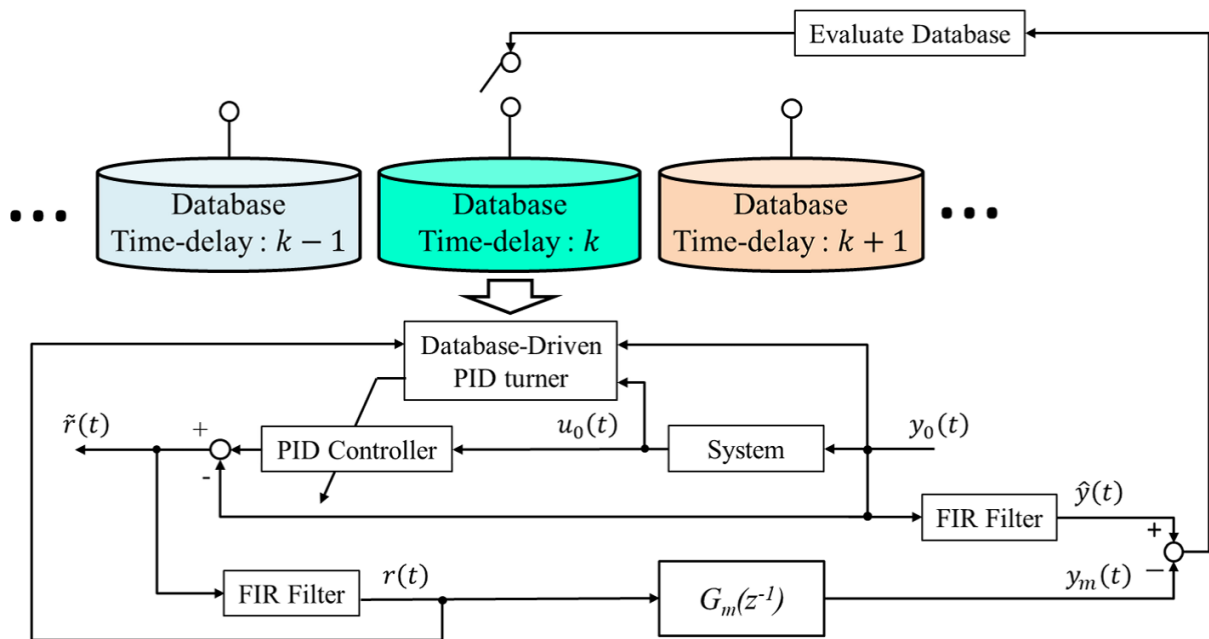 Evaluate Database
Database
Time-delay : k − 1
Database
Time-delay : k
Database
Time-delay : k + 1
...
...
Database-Driven
PID turner
r̃(t)
+
-
PID Controller
u₀(t)
System
y₀(t)
FIR Filter
ŷ(t)
+
−
FIR Filter
r(t)
Gₘ(z⁻¹)
yₘ(t)